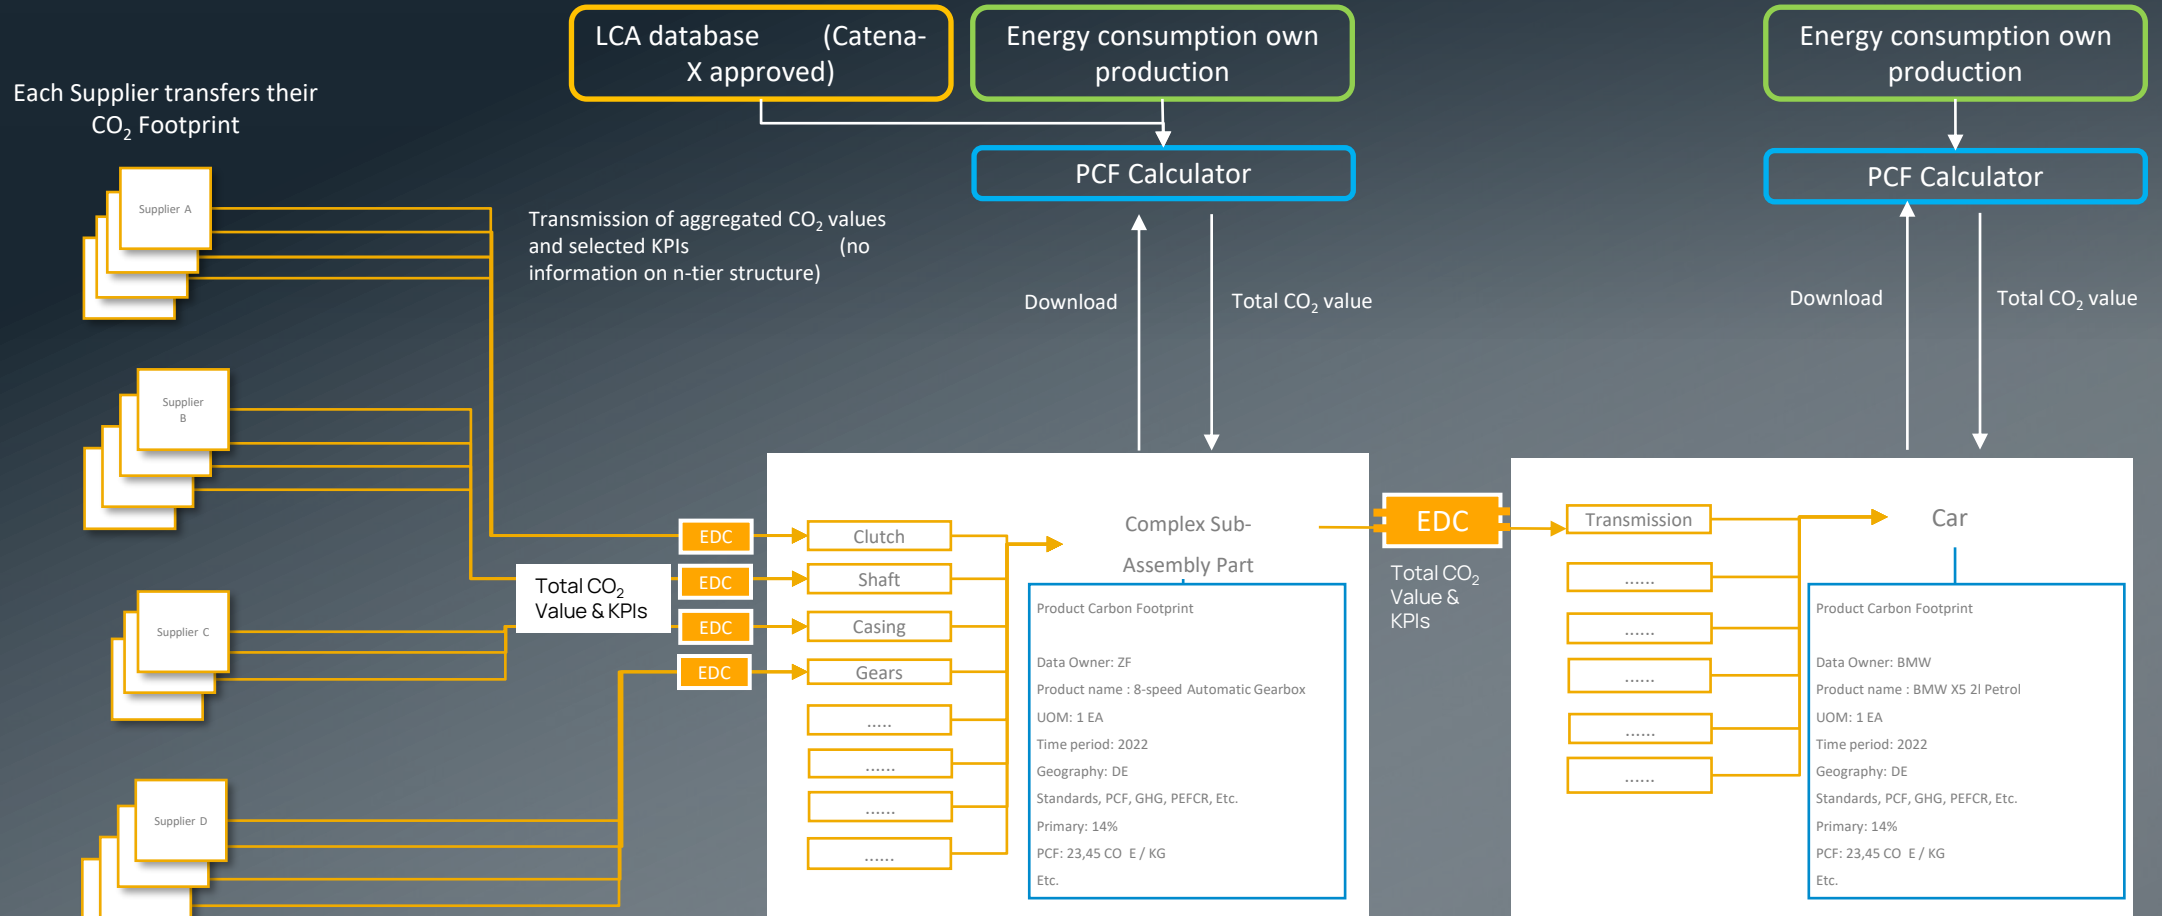 LCA database (Catena-
X approved)
Energy consumption own
production
Energy consumption own
production
Each Supplier transfers their
CO₂ Footprint
PCF Calculator
PCF Calculator
Supplier A
Transmission of aggregated CO₂ values
and selected KPIs (no
information on n-tier structure)
Download
Total CO₂ value
Download
Total CO₂ value
Supplier
B
Supplier C
Supplier D
Total CO₂
Value & KPIs
EDC
EDC
EDC
EDC
Clutch
Shaft
Casing
Gears
.....
......
......
......
Complex Sub-
Assembly Part
Product Carbon Footprint
Data Owner: ZF
Product name : 8-speed Automatic Gearbox
UOM: 1 EA
Time period: 2022
Geography: DE
Standards, PCF, GHG, PEFCR, Etc.
Primary: 14%
PCF: 23,45 CO E / KG
Etc.
EDC
Total CO₂
Value &
KPIs
Transmission
......
......
......
......
......
Car
Product Carbon Footprint
Data Owner: BMW
Product name : BMW X5 2l Petrol
UOM: 1 EA
Time period: 2022
Geography: DE
Standards, PCF, GHG, PEFCR, Etc.
Primary: 14%
PCF: 23,45 CO E / KG
Etc.